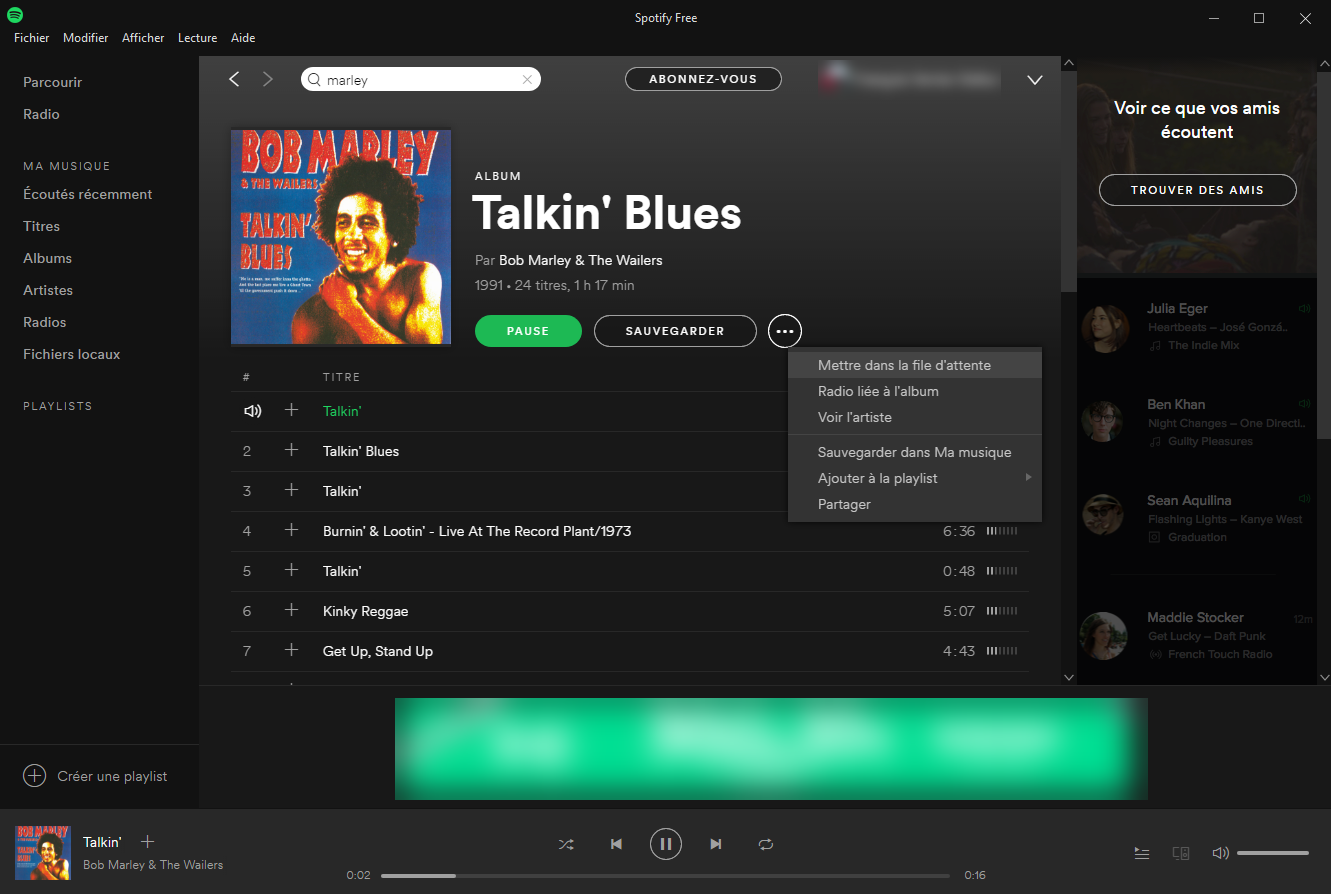 Spotify Free
Fichier Modifier Afficher Lecture Aide
Parcourir
Radio
MA MUSIQUE
Écoutés récemment
Titres
Albums
Artistes
Radios
Fichiers locaux
PLAYLISTS
Créer une playlist
marley
ABONNEZ-VOUS
BOB MARLEY
& THE WAILERS
TALKIN'
BLUES
ALBUM
Talkin' Blues
Par Bob Marley & The Wailers
1991 • 24 titres, 1 h 17 min
PAUSE SAUVEGARDER
Mettre dans la file d'attente
Radio liée à l'album
Voir l'artiste
Sauvegarder dans Ma musique
Ajouter à la playlist
Partager
# TITRE
Talkin'
2 Talkin' Blues
3 Talkin'
4 Burnin' & Lootin' - Live At The Record Plant/1973 6:36
5 Talkin' 0:48
6 Kinky Reggae 5:07
7 Get Up, Stand Up 4:43
Voir ce que vos amis
écoutent
TROUVER DES AMIS
Julia Eger
Heartbeats – José Gonzá..
The Indie Mix
Ben Khan
Night Changes – One Directi..
Guilty Pleasures
Sean Aquilina
Flashing Lights – Kanye West
Graduation
Maddie Stocker 12m
Get Lucky – Daft Punk
French Touch Radio
BOB MARLEY
Talkin'
Bob Marley & The Wailers
0:02 0:16